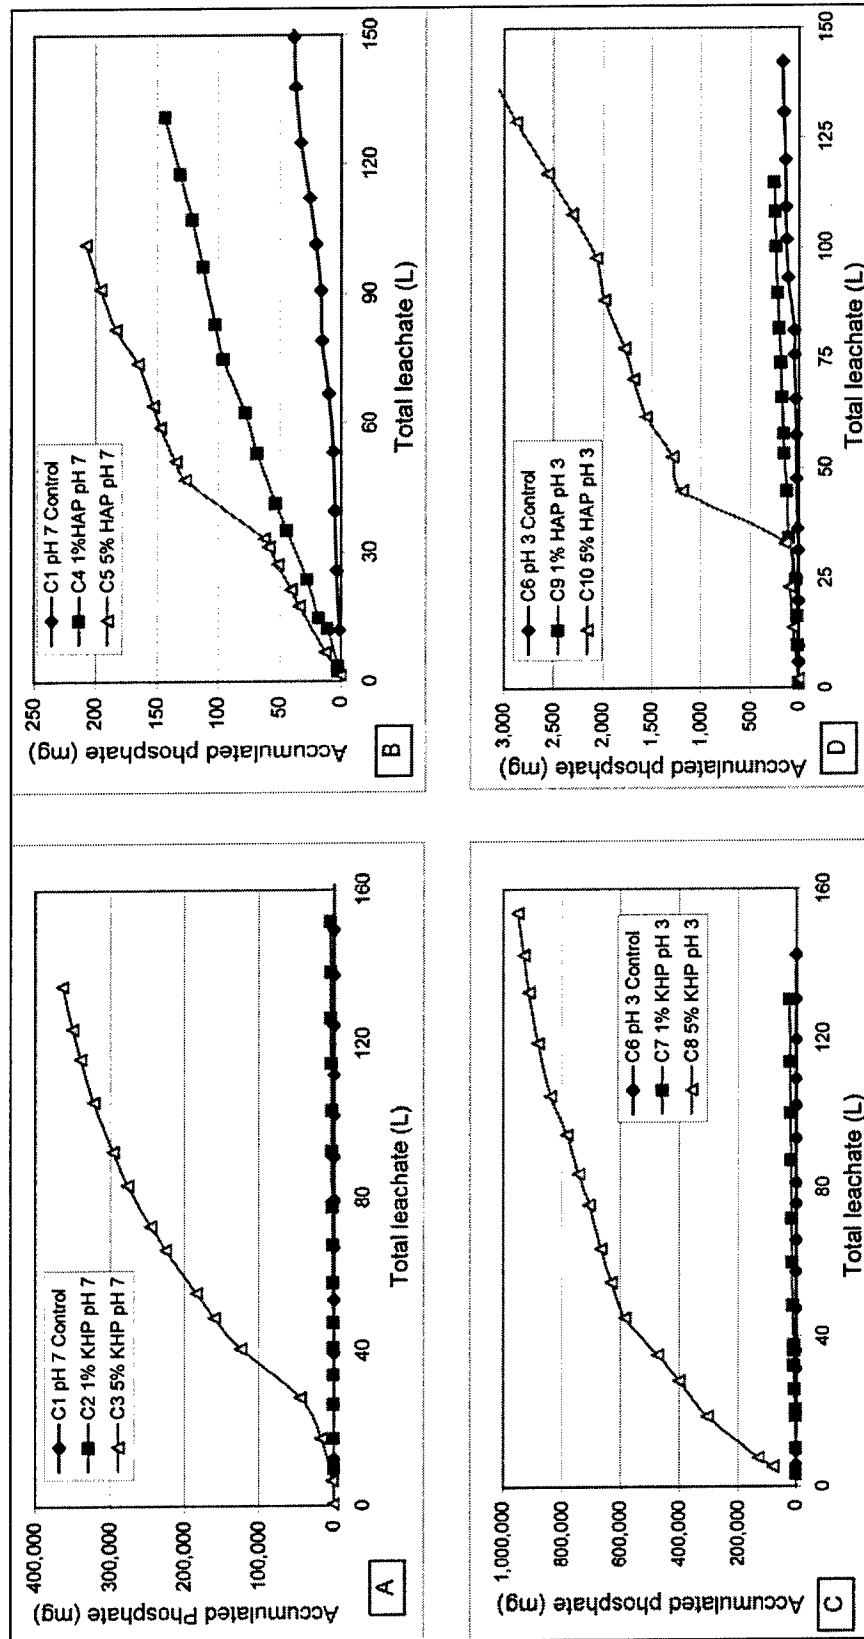 A
Accumulated Phosphate (mg)
400,000
300,000
200,000
100,000
0
C1 pH 7 Control
C2 1% KHP pH 7
C3 5% KHP pH 7
0
40
80
120
160
Total leachate (L)
B
Accumulated phosphate (mg)
250
200
150
100
50
0
C1 pH 7 Control
C4 1%HAP pH 7
C5 5% HAP pH 7
0
30
60
90
120
150
Total leachate (L)
C
Accumulated phosphate (mg)
1,000,000
800,000
600,000
400,000
200,000
0
C6 pH 3 Control
C7 1% KHP pH 3
C8 5% KHP pH 3
0
40
80
120
160
Total leachate (L)
D
Accumulated phosphate (mg)
3,000
2,500
2,000
1,500
1,000
500
0
C6 pH 3 Control
C9 1% HAP pH 3
C10 5% HAP pH 3
0
25
50
75
100
125
150
Total leachate (L)